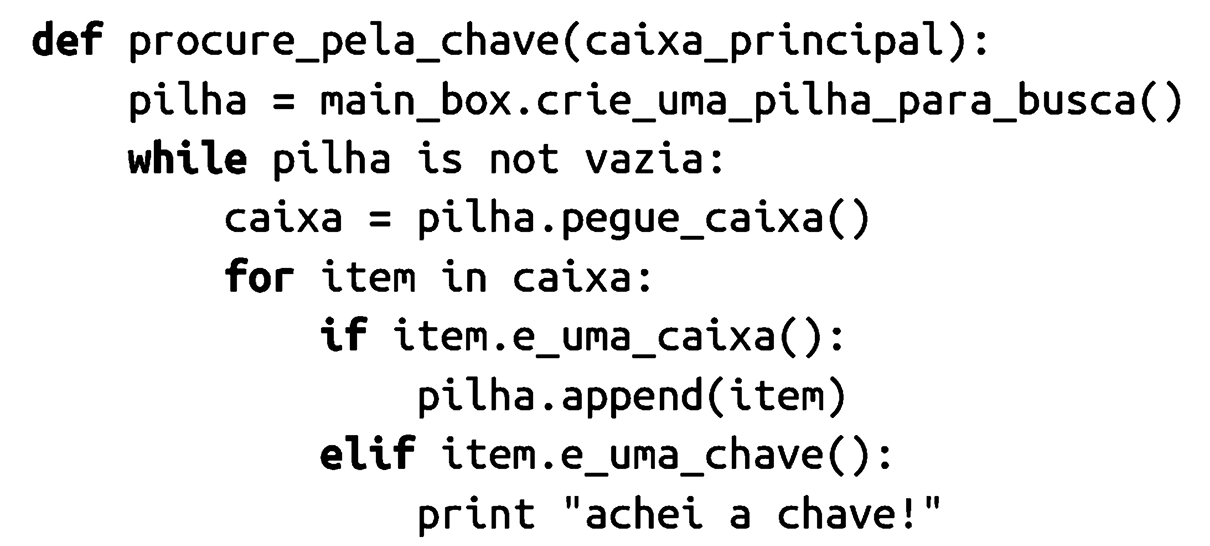 def procure_pela_chave(caixa_principal):
    pilha = main_box.crie_uma_pilha_para_busca()
    while pilha is not vazia:
        caixa = pilha.pegue_caixa()
        for item in caixa:
            if item.e_uma_caixa():
                pilha.append(item)
            elif item.e_uma_chave():
                print "achei a chave!"